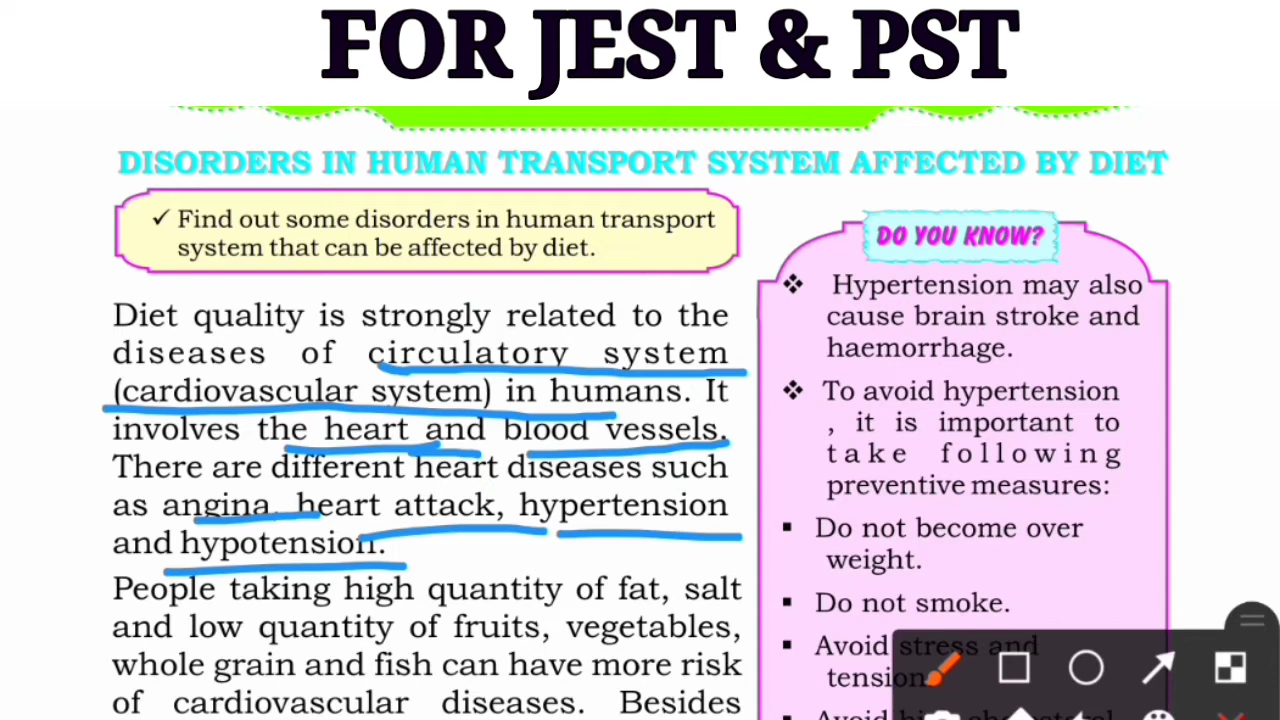 FOR JEST & PST
DISORDERS IN HUMAN TRANSPORT SYSTEM AFFECTED BY DIET
✓ Find out some disorders in human transport
system that can be affected by diet.
Diet quality is strongly related to the
diseases of circulatory system
(cardiovascular system) in humans. It
involves the heart and blood vessels.
There are different heart diseases such
as angina, heart attack, hypertension
and hypotension.
People taking high quantity of fat, salt
and low quantity of fruits, vegetables,
whole grain and fish can have more risk
of cardiovascular diseases. Besides
DO YOU KNOW?
❖ Hypertension may also
cause brain stroke and
haemorrhage.
❖ To avoid hypertension
, it is important to
take following
preventive measures:
▪ Do not become over
weight.
▪ Do not smoke.
▪ Avoid stress and
tension
Avoid